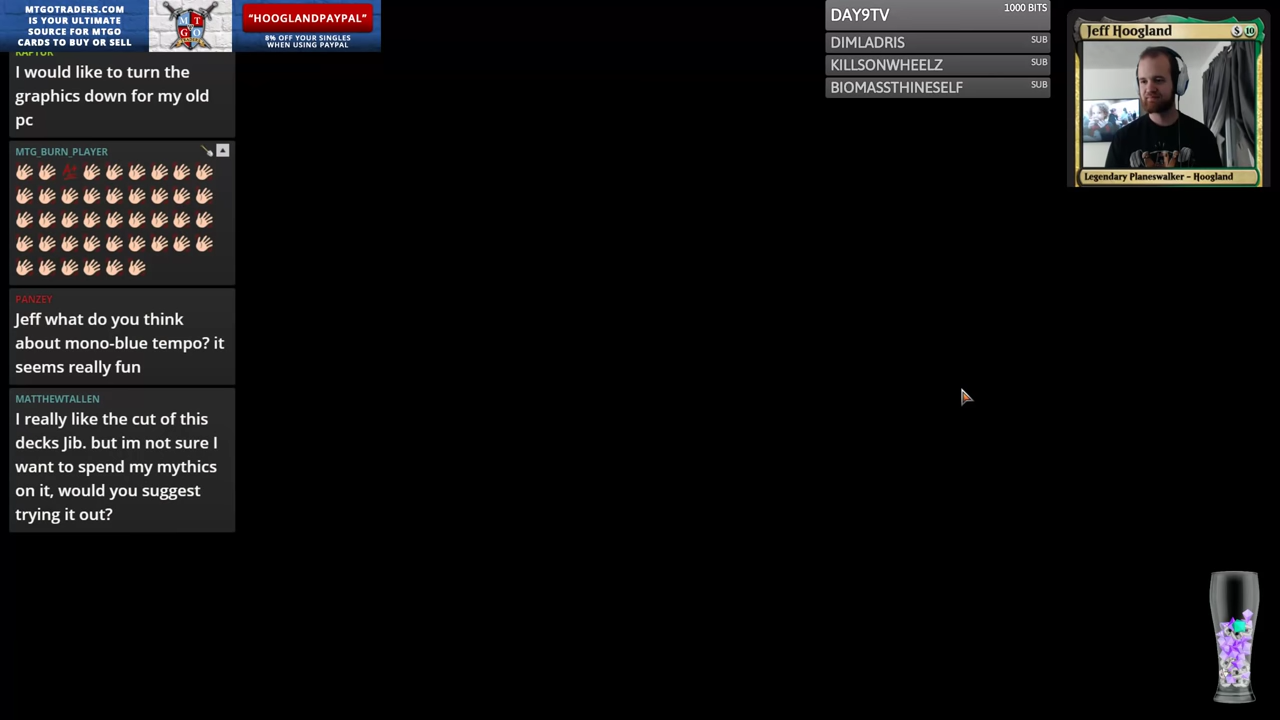 MTGOTRADERS.COM
IS YOUR ULTIMATE
SOURCE FOR MTGO
CARDS TO BUY OR SELL
MTGO
"HOOGLANDPAYPAL"
8% OFF YOUR SINGLES
WHEN USING PAYPAL
RAPTOR
I would like to turn the
graphics down for my old
pc
MTG_BURN_PLAYER
PANZEY
Jeff what do you think
about mono-blue tempo? it
seems really fun
MATTHEWTALLEN
I really like the cut of this
decks Jib. but im not sure I
want to spend my mythics
on it, would you suggest
trying it out?
DAY9TV 1000 BITS
DIMLADRIS SUB
KILLSONWHEELZ SUB
BIOMASSTHINESELF SUB
Jeff Hoogland $ 10
Legendary Planeswalker – Hoogland